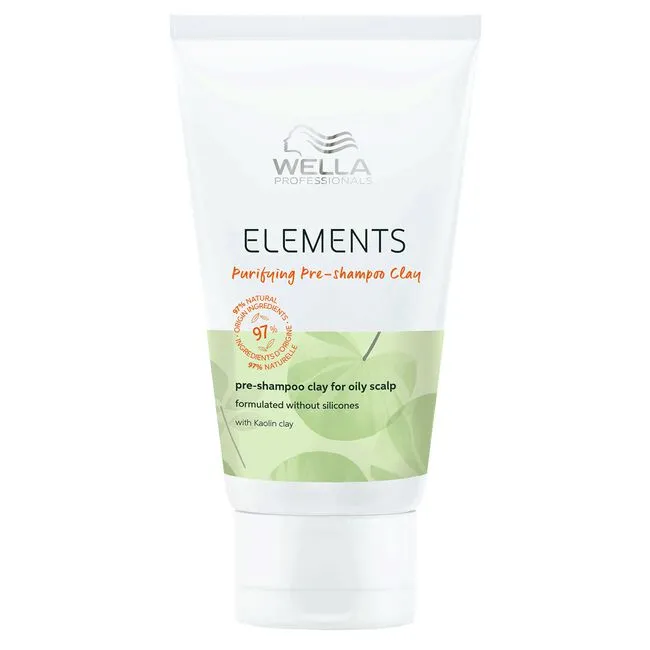 WELLA
PROFESSIONALS
ELEMENTS
Purifying Pre-shampoo Clay
97% NATURAL
ORIGIN INGREDIENTS
97%
INGRÉDIENTS D'ORIGINE
97% NATURELLE
pre-shampoo clay for oily scalp
formulated without silicones
with Kaolin clay